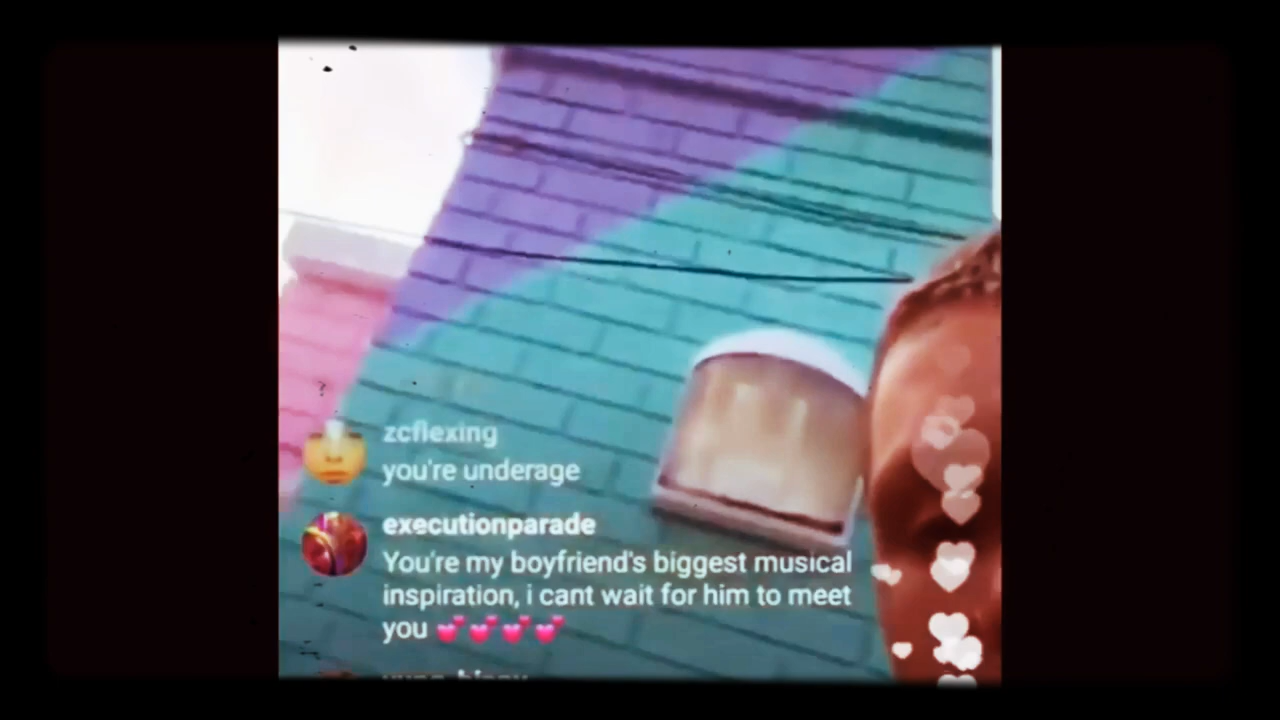 zcflexing
you're underage
executionparade
You're my boyfriend's biggest musical
inspiration, i cant wait for him to meet
you 💕💕💕💕